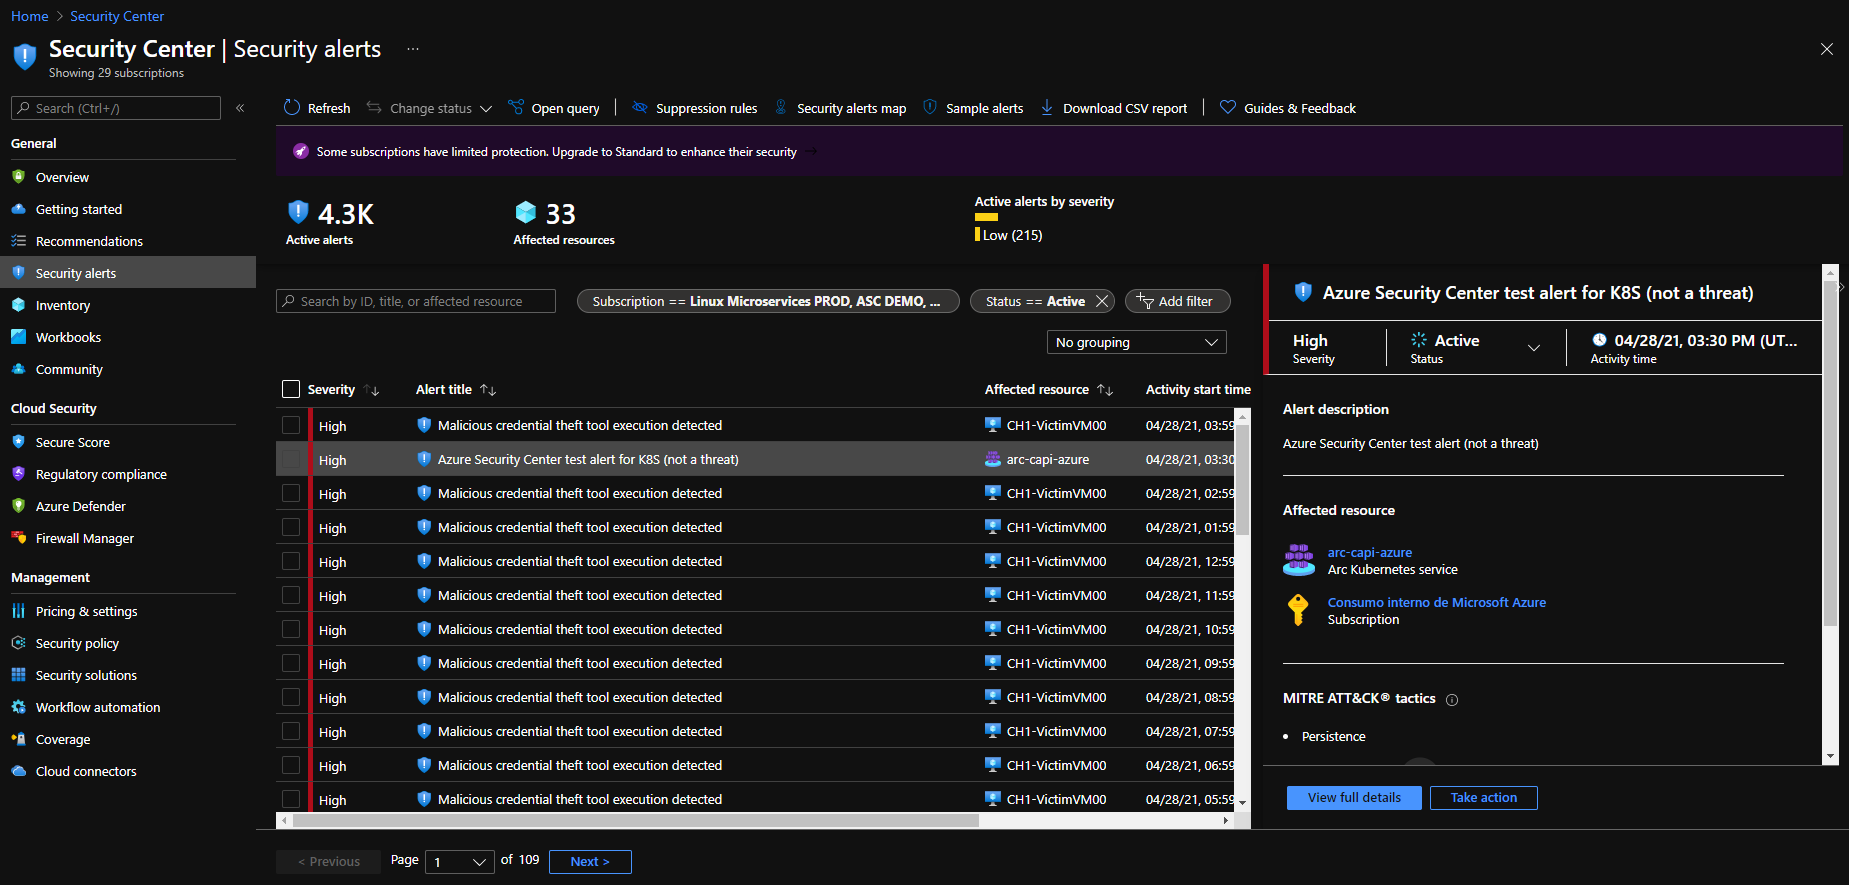 Home > Security Center
Security Center | Security alerts ...
Showing 29 subscriptions
Search (Ctrl+/) «
General
Overview
Getting started
Recommendations
Security alerts
Inventory
Workbooks
Community
Cloud Security
Secure Score
Regulatory compliance
Azure Defender
Firewall Manager
Management
Pricing & settings
Security policy
Security solutions
Workflow automation
Coverage
Cloud connectors
Refresh Change status Open query | Suppression rules Security alerts map Sample alerts Download CSV report | Guides & Feedback
Some subscriptions have limited protection. Upgrade to Standard to enhance their security →
4.3K
Active alerts
33
Affected resources
Active alerts by severity
Low (215)
Search by ID, title, or affected resource
Subscription == Linux Microservices PROD, ASC DEMO, ...
Status == Active
Add filter
No grouping
Severity ↑↓ Alert title ↑↓ Affected resource ↑↓ Activity start time
High Malicious credential theft tool execution detected CH1-VictimVM00 04/28/21, 03:59
High Azure Security Center test alert for K8S (not a threat) arc-capi-azure 04/28/21, 03:30
High Malicious credential theft tool execution detected CH1-VictimVM00 04/28/21, 02:59
High Malicious credential theft tool execution detected CH1-VictimVM00 04/28/21, 01:59
High Malicious credential theft tool execution detected CH1-VictimVM00 04/28/21, 12:59
High Malicious credential theft tool execution detected CH1-VictimVM00 04/28/21, 11:59
High Malicious credential theft tool execution detected CH1-VictimVM00 04/28/21, 10:59
High Malicious credential theft tool execution detected CH1-VictimVM00 04/28/21, 09:59
High Malicious credential theft tool execution detected CH1-VictimVM00 04/28/21, 08:59
High Malicious credential theft tool execution detected CH1-VictimVM00 04/28/21, 07:59
High Malicious credential theft tool execution detected CH1-VictimVM00 04/28/21, 06:59
High Malicious credential theft tool execution detected CH1-VictimVM00 04/28/21, 05:59
< Previous Page 1 of 109 Next >
Azure Security Center test alert for K8S (not a threat)
High
Severity
Active
Status
04/28/21, 03:30 PM (UT...
Activity time
Alert description
Azure Security Center test alert (not a threat)
Affected resource
arc-capi-azure
Arc Kubernetes service
Consumo interno de Microsoft Azure
Subscription
MITRE ATT&CK® tactics
• Persistence
View full details Take action